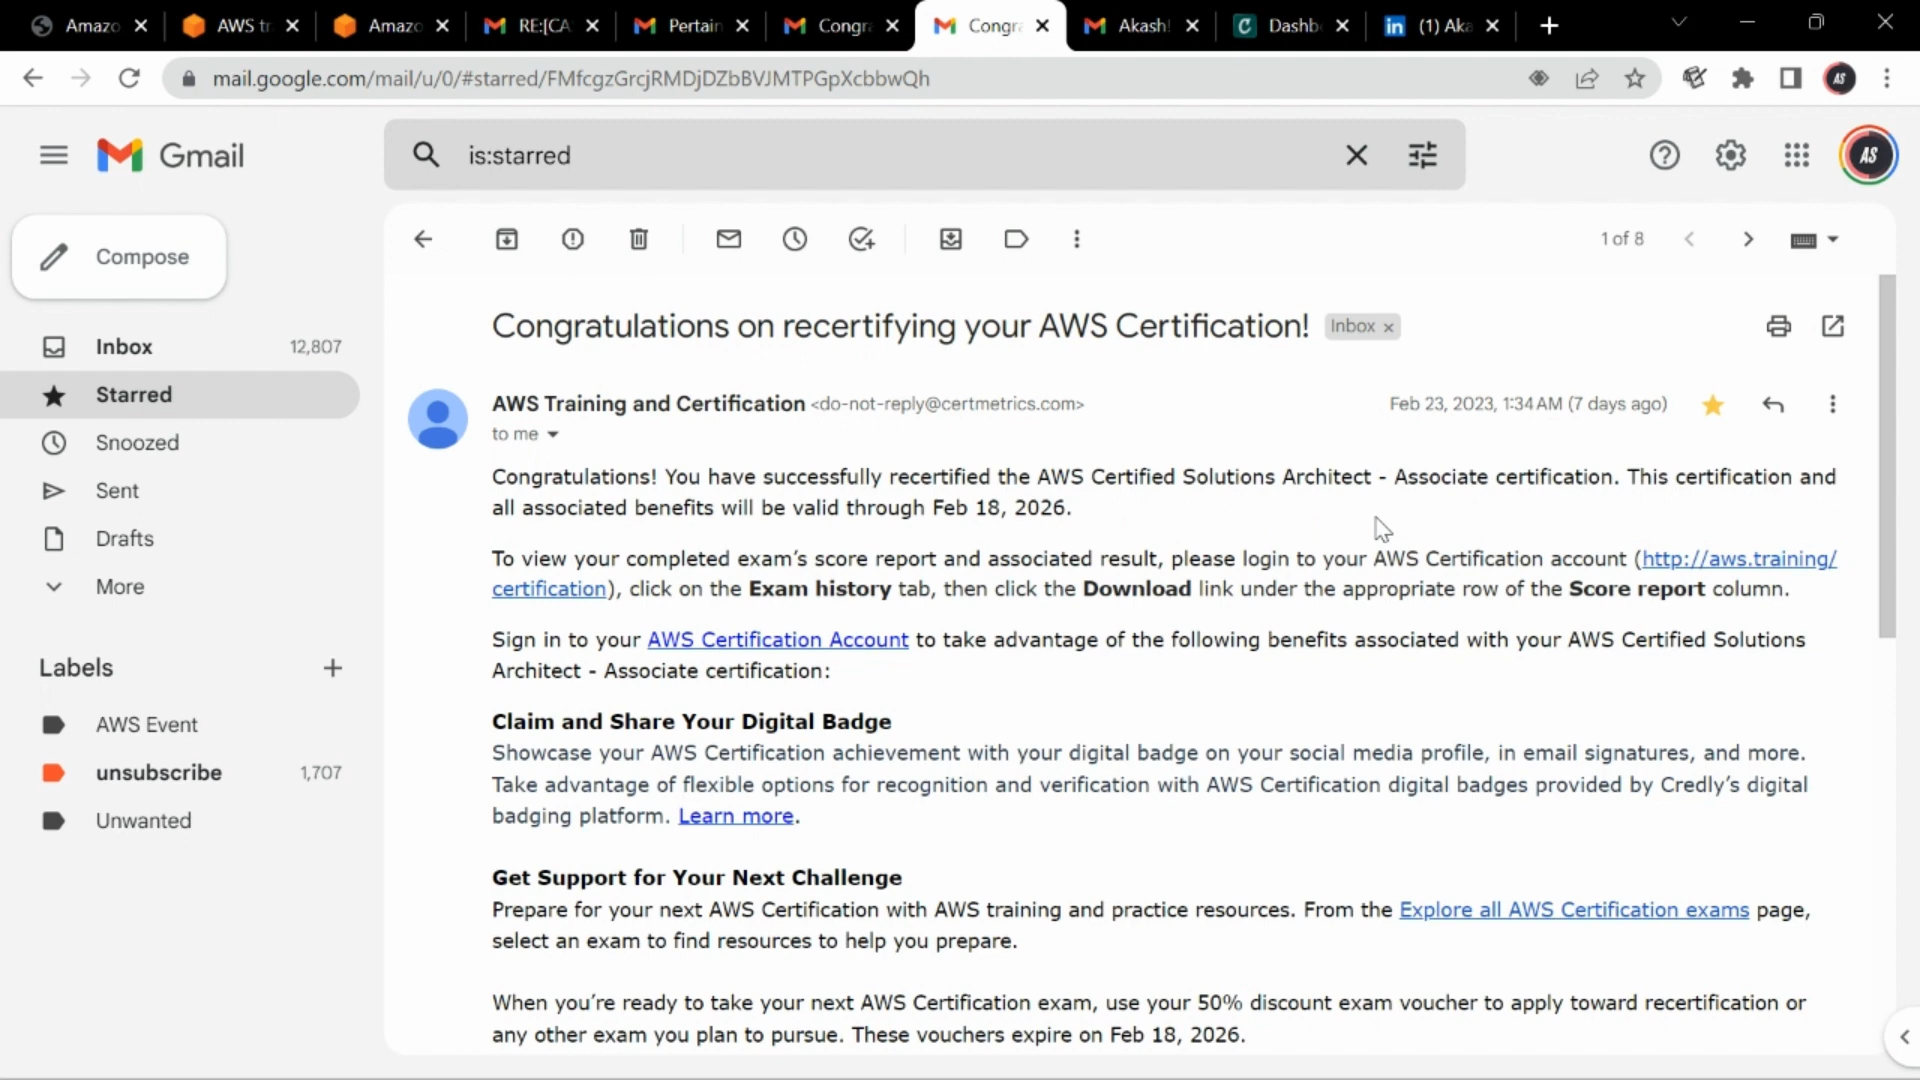 Amazo
AWS tr
Amazo
RE:[CA
Pertain
Congra
Congra
Akash!
Dashb
(1) Aka
mail.google.com/mail/u/0/#starred/FMfcgzGrcjRMDjDZbBVJMTPGpXcbbwQh
AS
Gmail
is:starred
AS
Compose
1 of 8
Inbox 12,807
Starred
Snoozed
Sent
Drafts
More
Labels
AWS Event
unsubscribe 1,707
Unwanted
Congratulations on recertifying your AWS Certification! Inbox x
AWS Training and Certification <do-not-reply@certmetrics.com> Feb 23, 2023, 1:34 AM (7 days ago)
to me
Congratulations! You have successfully recertified the AWS Certified Solutions Architect - Associate certification. This certification and
all associated benefits will be valid through Feb 18, 2026.
To view your completed exam’s score report and associated result, please login to your AWS Certification account (http://aws.training/
certification), click on the Exam history tab, then click the Download link under the appropriate row of the Score report column.
Sign in to your AWS Certification Account to take advantage of the following benefits associated with your AWS Certified Solutions
Architect - Associate certification:
Claim and Share Your Digital Badge
Showcase your AWS Certification achievement with your digital badge on your social media profile, in email signatures, and more.
Take advantage of flexible options for recognition and verification with AWS Certification digital badges provided by Credly’s digital
badging platform. Learn more.
Get Support for Your Next Challenge
Prepare for your next AWS Certification with AWS training and practice resources. From the Explore all AWS Certification exams page,
select an exam to find resources to help you prepare.
When you’re ready to take your next AWS Certification exam, use your 50% discount exam voucher to apply toward recertification or
any other exam you plan to pursue. These vouchers expire on Feb 18, 2026.